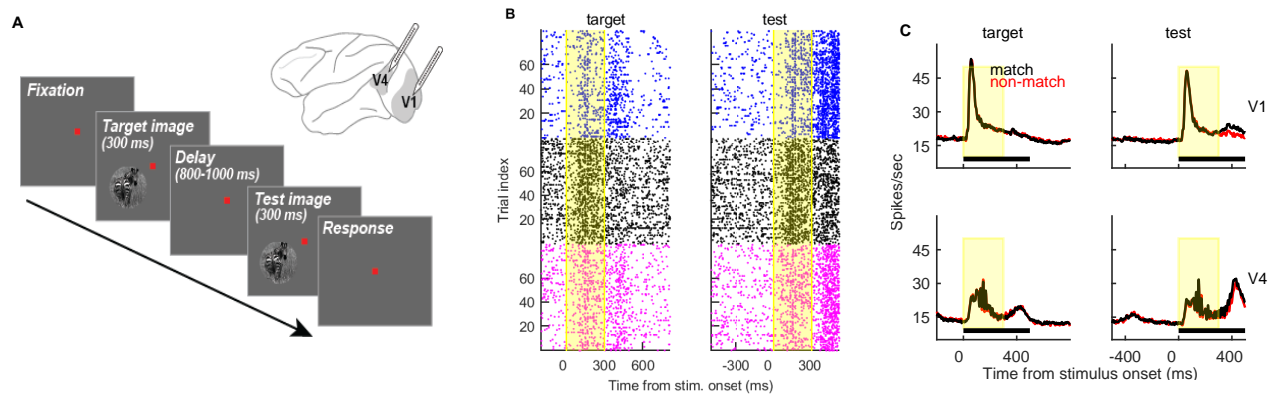 A
Fixation
Target image
(300 ms)
Delay
(800-1000 ms)
Test image
(300 ms)
Response
V4
V1
B
target
test
Trial index
60
40
20
60
40
20
60
40
20
0
300
600
-300
0
300
Time from stim. onset (ms)
C
target
test
match
non-match
V1
V4
Spikes/sec
45
30
15
45
30
15
0
400
-400
0
400
Time from stimulus onset (ms)